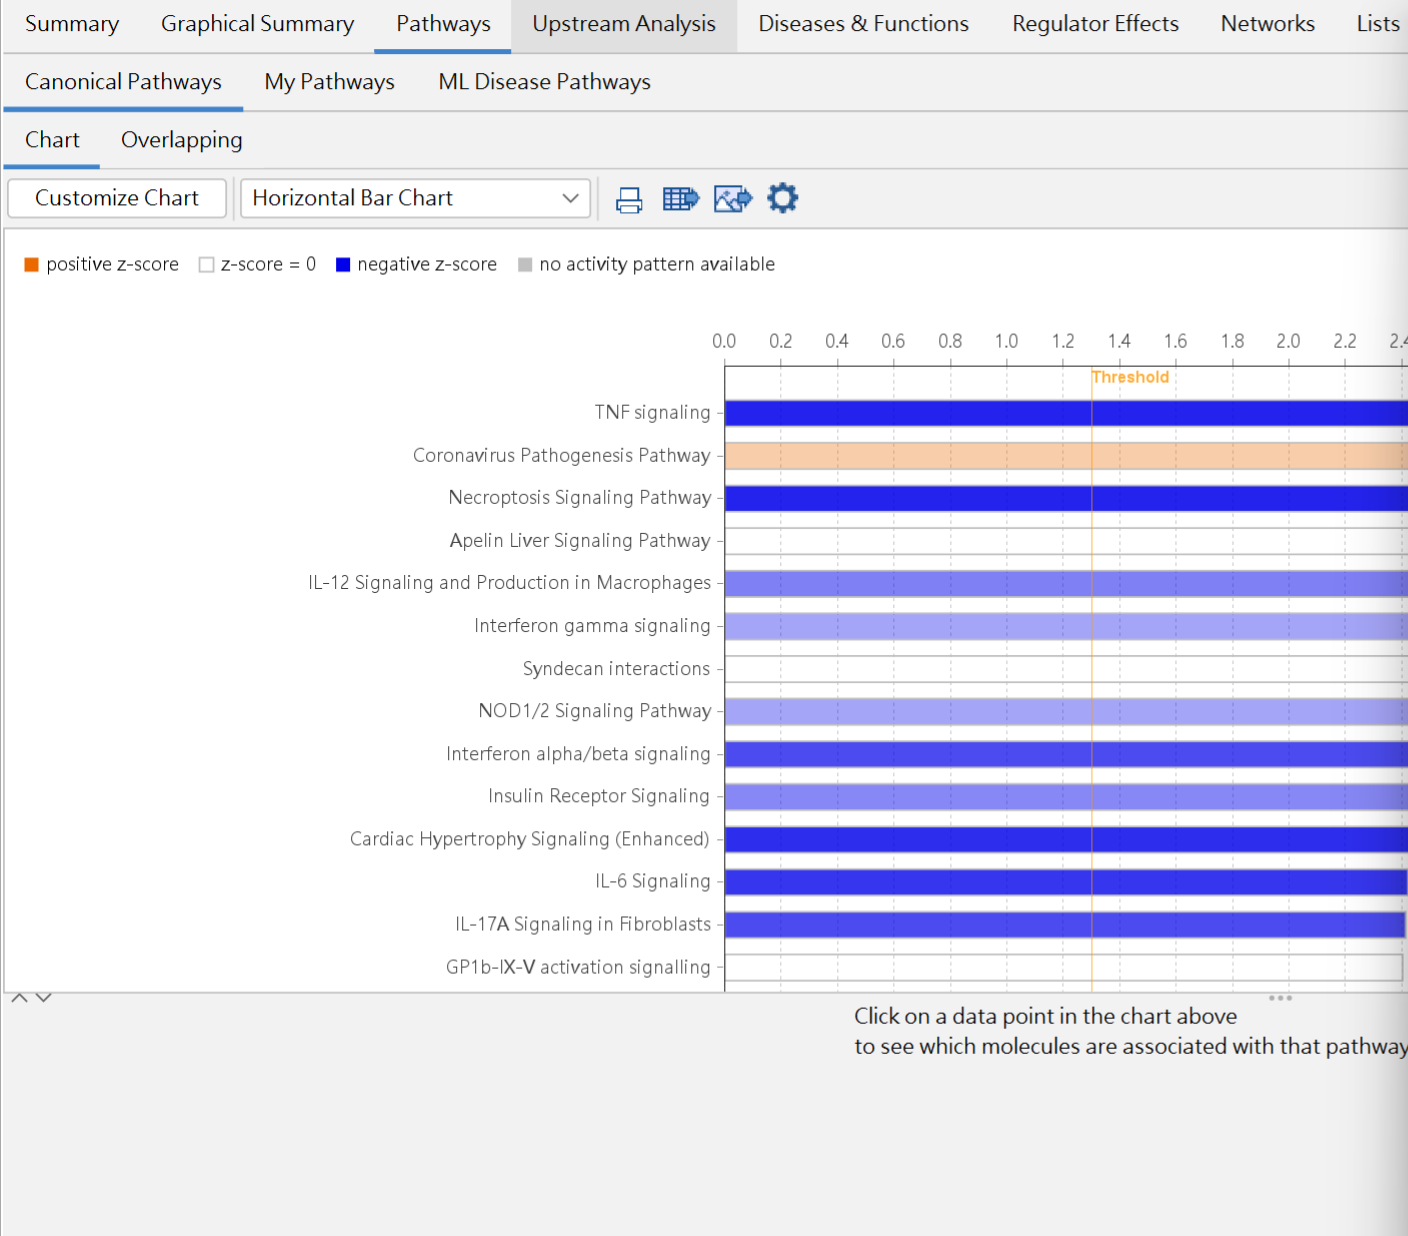 Summary Graphical Summary Pathways Upstream Analysis Diseases & Functions Regulator Effects Networks Lists
Canonical Pathways My Pathways ML Disease Pathways
Chart Overlapping
Customize Chart Horizontal Bar Chart
positive z-score z-score = 0 negative z-score no activity pattern available
0.0 0.2 0.4 0.6 0.8 1.0 1.2 1.4 1.6 1.8 2.0 2.2 2.4
Threshold
TNF signaling
Coronavirus Pathogenesis Pathway
Necroptosis Signaling Pathway
Apelin Liver Signaling Pathway
IL-12 Signaling and Production in Macrophages
Interferon gamma signaling
Syndecan interactions
NOD1/2 Signaling Pathway
Interferon alpha/beta signaling
Insulin Receptor Signaling
Cardiac Hypertrophy Signaling (Enhanced)
IL-6 Signaling
IL-17A Signaling in Fibroblasts
GP1b-IX-V activation signalling
Click on a data point in the chart above
to see which molecules are associated with that pathway